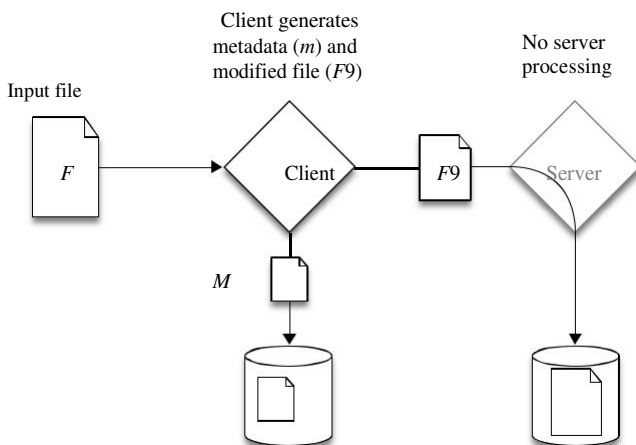 Client generates
metadata (m) and
modified file (F9)
No server
processing
Input file
F
Client
F9
Server
M